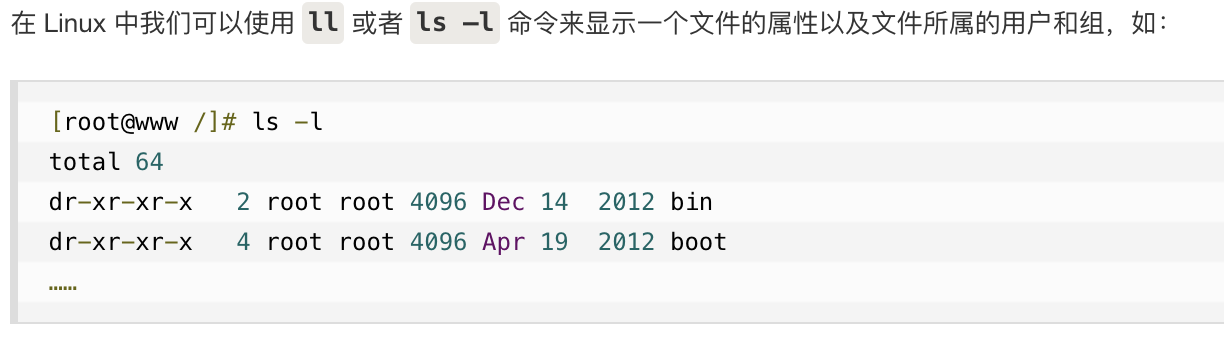 在 Linux 中我们可以使用 ll 或者 ls –l 命令来显示一个文件的属性以及文件所属的用户和组，如：
[root@www /]# ls -l
total 64
dr-xr-xr-x   2 root root 4096 Dec 14  2012 bin
dr-xr-xr-x   4 root root 4096 Apr 19  2012 boot
……